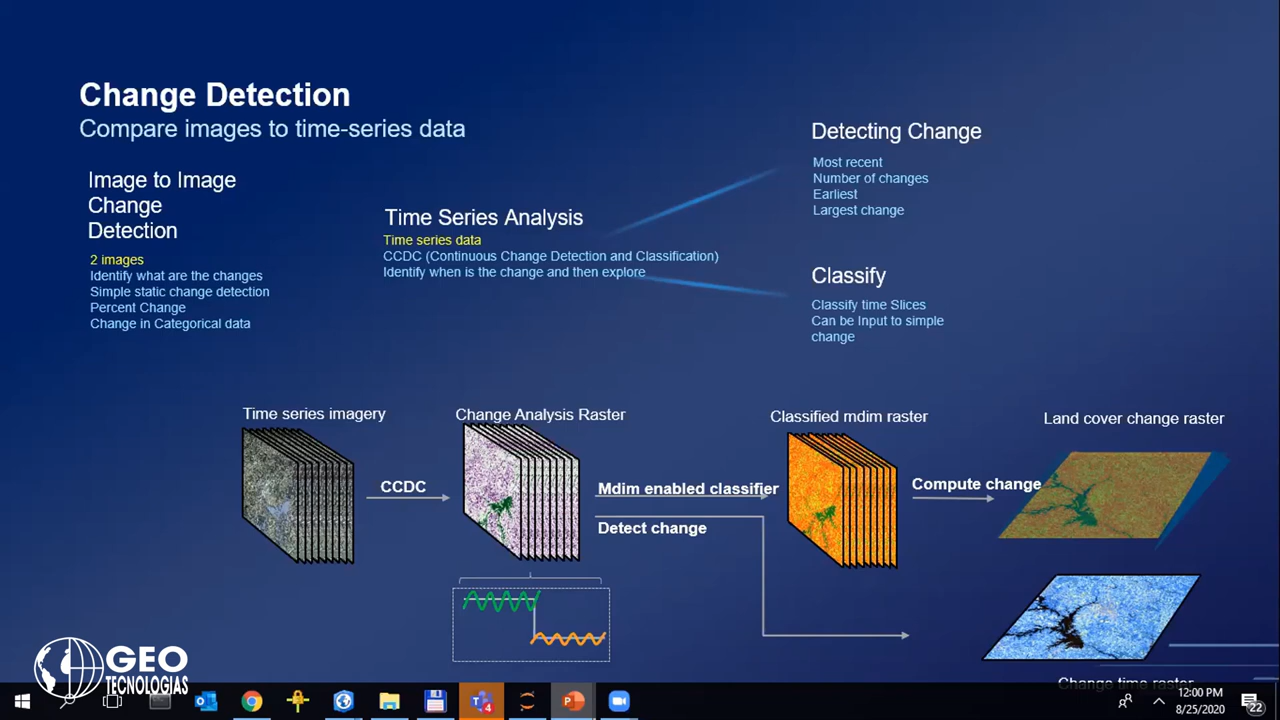 Change Detection
Compare images to time-series data
Image to Image
Change
Detection
2 images
Identify what are the changes
Simple static change detection
Percent Change
Change in Categorical data
Time Series Analysis
Time series data
CCDC (Continuous Change Detection and Classification)
Identify when is the change and then explore
Detecting Change
Most recent
Number of changes
Earliest
Largest change
Classify
Classify time Slices
Can be Input to simple
change
Time series imagery
CCDC
Change Analysis Raster
Mdim enabled classifier
Detect change
Classified mdim raster
Compute change
Land cover change raster
Change time raster
GEO
TECNOLOGIAS
4
12:00 PM
8/25/2020
22